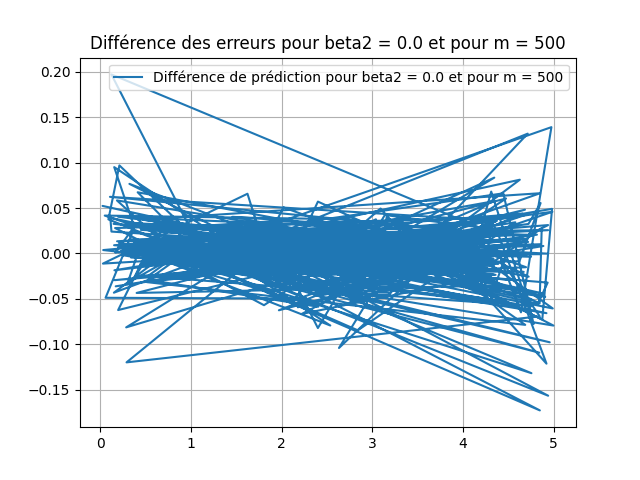 Différence des erreurs pour beta2 = 0.0 et pour m = 500
Différence de prédiction pour beta2 = 0.0 et pour m = 500
0.20
0.15
0.10
0.05
0.00
−0.05
−0.10
−0.15
0 1 2 3 4 5